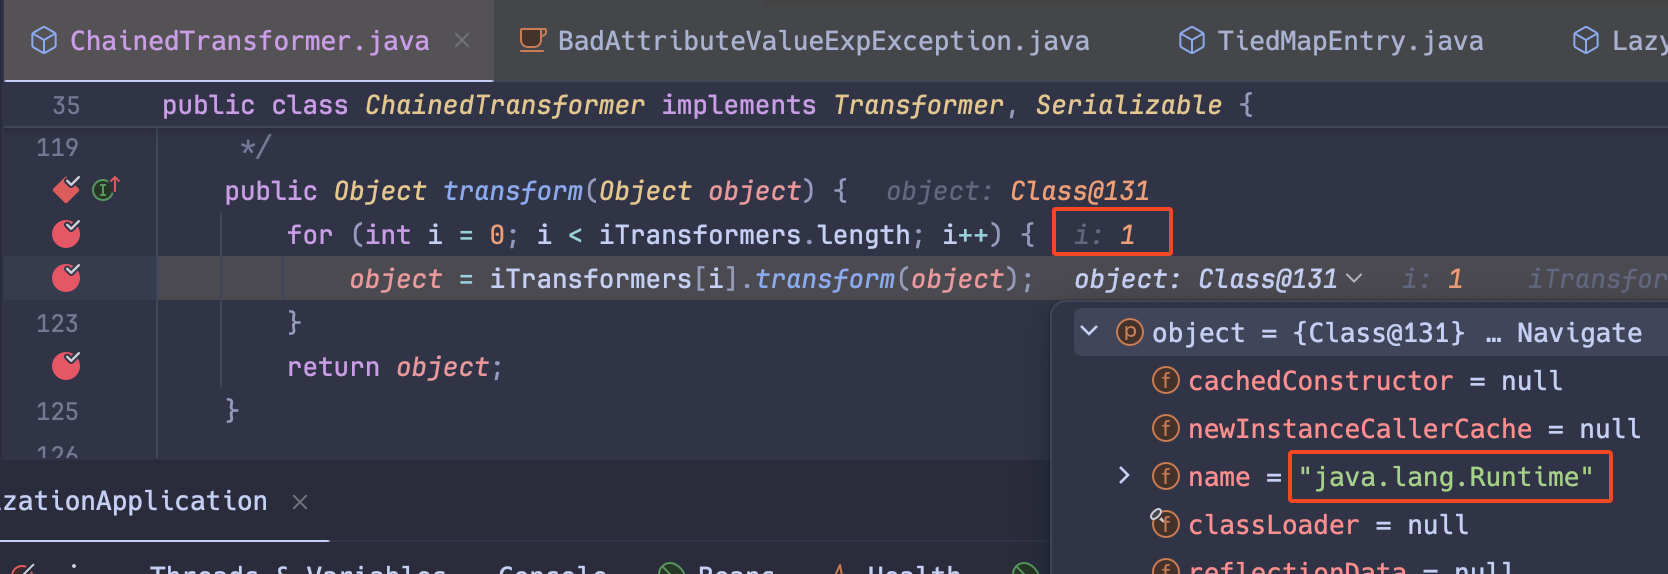 ChainedTransformer.java × BadAttributeValueExpException.java TiedMapEntry.java Lazy
35 public class ChainedTransformer implements Transformer, Serializable {
119 */
public Object transform(Object object) { object: Class@131
for (int i = 0; i < iTransformers.length; i++) { i: 1
object = iTransformers[i].transform(object); object: Class@131 i: 1 iTransfor
123 }
object = {Class@131} … Navigate
return object;
cachedConstructor = null
125 }
newInstanceCallerCache = null
126
name = "java.lang.Runtime"
izationApplication ×
classLoader = null
Threads & Variables Console Beans Health
reflectionData = null